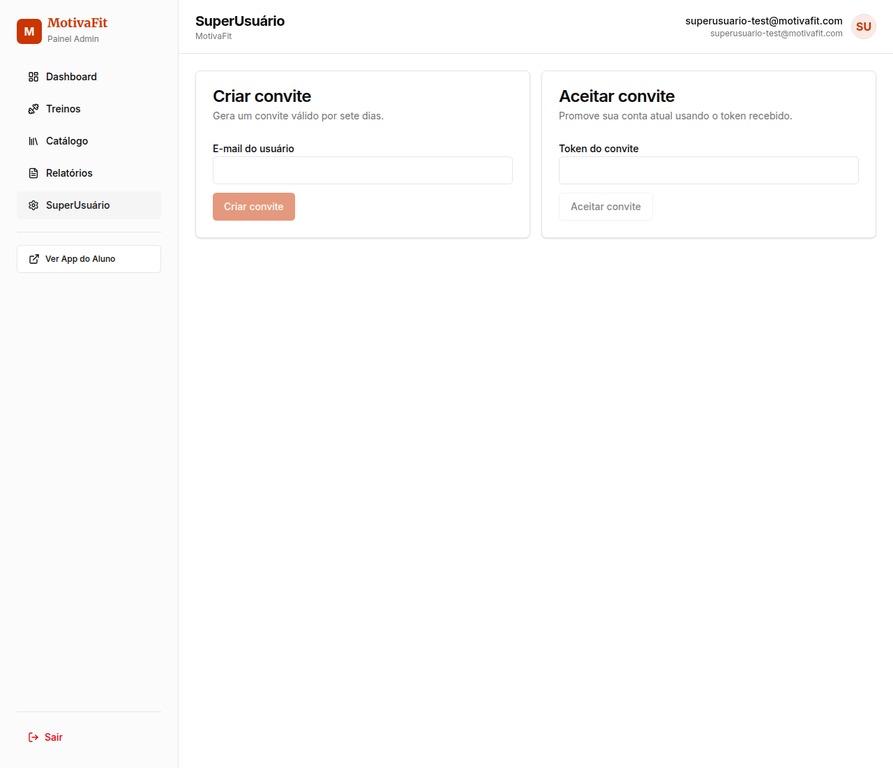 M
MotivaFit
Painel Admin
Dashboard
Treinos
Catálogo
Relatórios
SuperUsuário
Ver App do Aluno
Sair
SuperUsuário
MotivaFit
superusuario-test@motivafit.com
superusuario-test@motivafit.com
SU
Criar convite
Gera um convite válido por sete dias.
E-mail do usuário
Criar convite
Aceitar convite
Promove sua conta atual usando o token recebido.
Token do convite
Aceitar convite